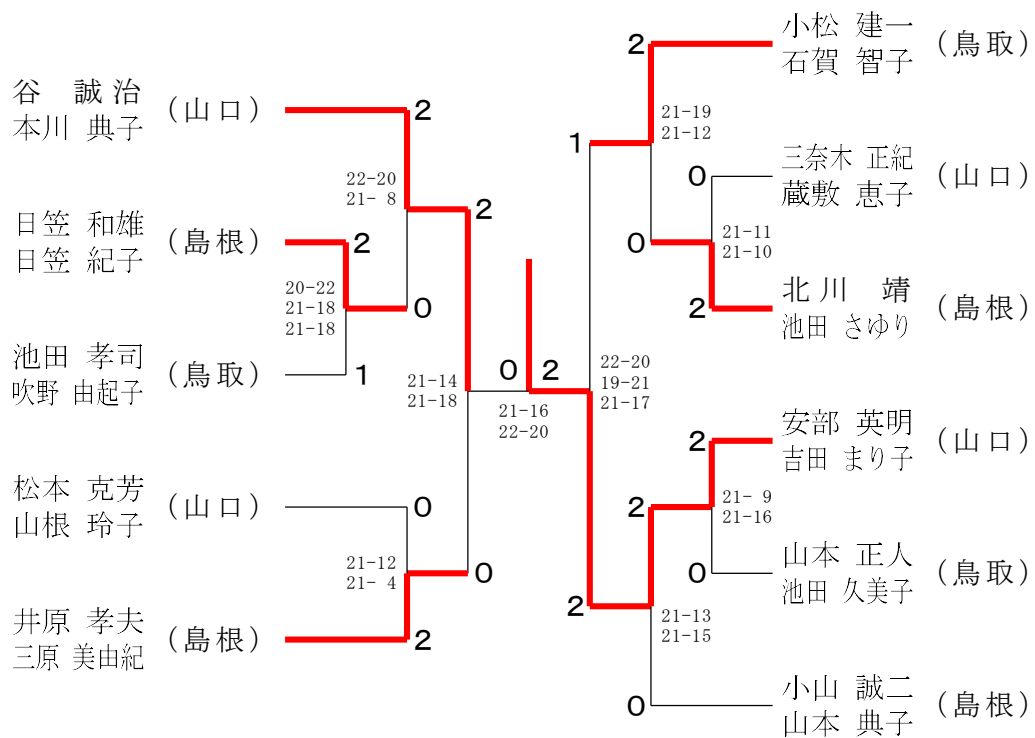 谷 誠治
本川 典子
(山口)
2
22-20
21- 8
日笠 和雄
日笠 紀子
(島根)
2
20-22
21-18
21-18
0
池田 孝司
吹野 由起子
(鳥取)
1
2
21-14
21-18
松本 克芳
山根 玲子
(山口)
0
21-12
21- 4
0
井原 孝夫
三原 美由紀
(島根)
2
0
2
21-16
22-20
小松 建一
石賀 智子
(鳥取)
2
21-19
21-12
1
三奈木 正紀
蔵敷 恵子
(山口)
0
21-11
21-10
0
北川 靖
池田 さゆり
(島根)
2
22-20
19-21
21-17
安部 英明
吉田 まり子
(山口)
2
21- 9
21-16
2
山本 正人
池田 久美子
(鳥取)
0
2
21-13
21-15
小山 誠二
山本 典子
(島根)
0